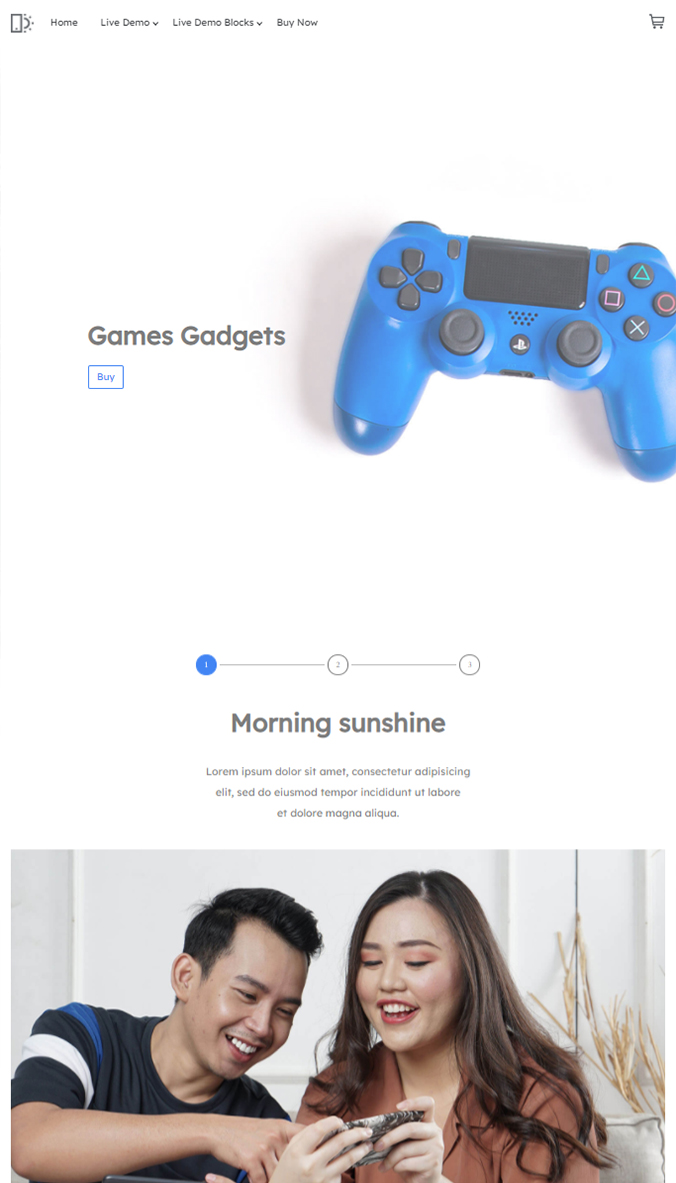 Home
Live Demo
Live Demo Blocks
Buy Now
Games Gadgets
Buy
1
2
3
Morning sunshine
Lorem ipsum dolor sit amet, consectetur adipisicing
elit, sed do eiusmod tempor incididunt ut labore
et dolore magna aliqua.